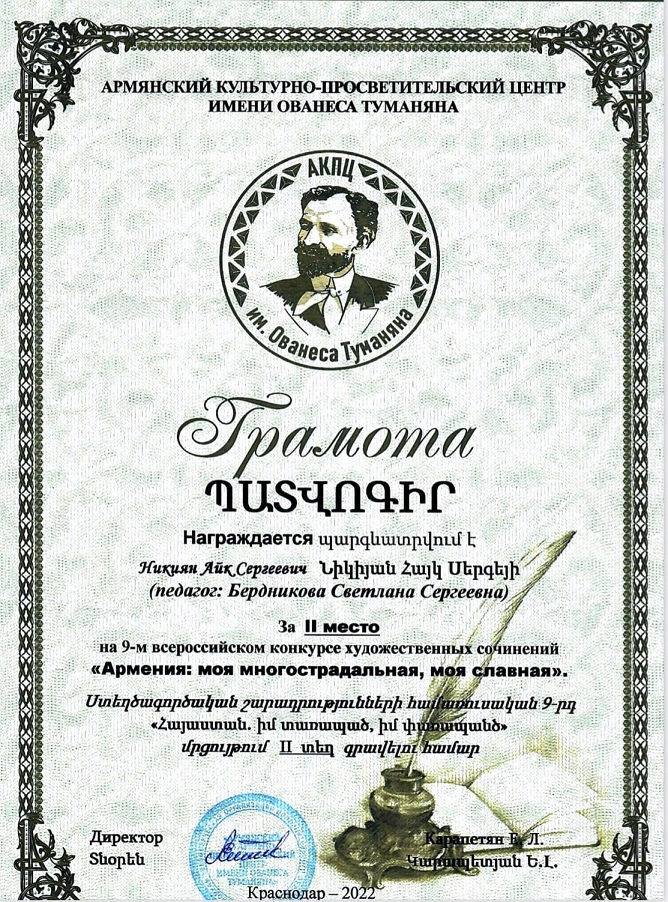 АРМЯНСКИЙ КУЛЬТУРНО-ПРОСВЕТИТЕЛЬСКИЙ ЦЕНТР
ИМЕНИ ОВАНЕСА ТУМАНЯНА
АКПЦ
им. Ованеса Туманяна
Грамота
ՊԱՏՎՈԳԻՐ
Награждается պարգևատրվում է
Никиян Айк Сергеевич Նիկիյան Հայկ Սերգեյի
(педагог: Бердникова Светлана Сергеевна)
За II место
на 9-м всероссийском конкурсе художественных сочинений
«Армения: моя многострадальная, моя славная».
Ստեղծագործական շարադրությունների համառուսական 9-րդ
«Հայաստան. իմ տառապած, իմ փառապանծ»
մրցույթում II տեղ գրավելու համար
Директор Карапетян Е. Л.
Տնօրեն Կարապետյան Ե.Լ.
ИМЕНИ ОВАНЕСА
ТУМАНЯНА
Краснодар – 2022